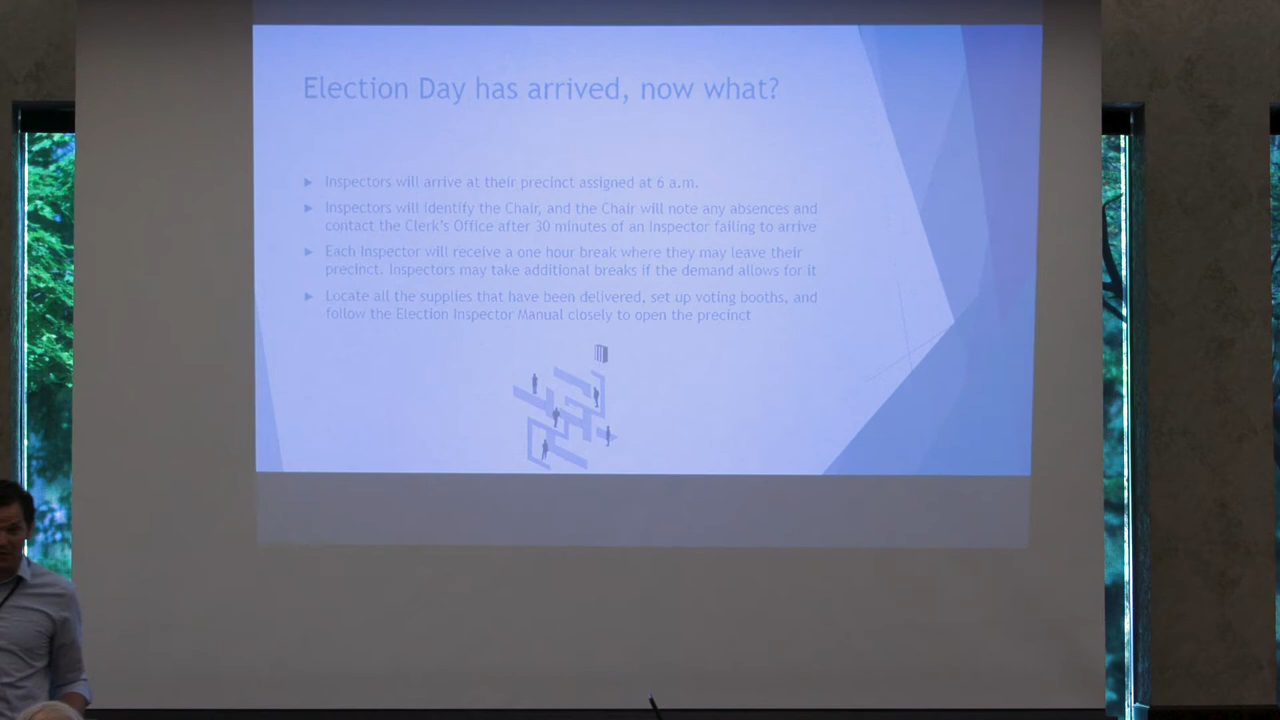 Election Day has arrived, now what?
Inspectors will arrive at their precinct assigned at 6 a.m.
Inspectors will identify the Chair, and the Chair will note any absences and
contact the Clerk's Office after 30 minutes of an Inspector failing to arrive
Each Inspector will receive a one hour break where they may leave their
precinct. Inspectors may take additional breaks if the demand allows for it
Locate all the supplies that have been delivered, set up voting booths, and
follow the Election Inspector Manual closely to open the precinct